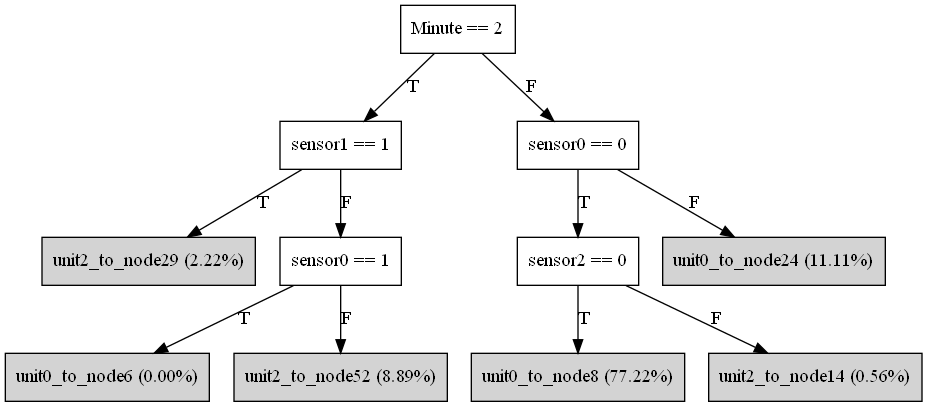 Minute == 2
T
F
sensor1 == 1
sensor0 == 0
T
F
T
F
unit2_to_node29 (2.22%)
sensor0 == 1
sensor2 == 0
unit0_to_node24 (11.11%)
T
F
T
F
unit0_to_node6 (0.00%)
unit2_to_node52 (8.89%)
unit0_to_node8 (77.22%)
unit2_to_node14 (0.56%)